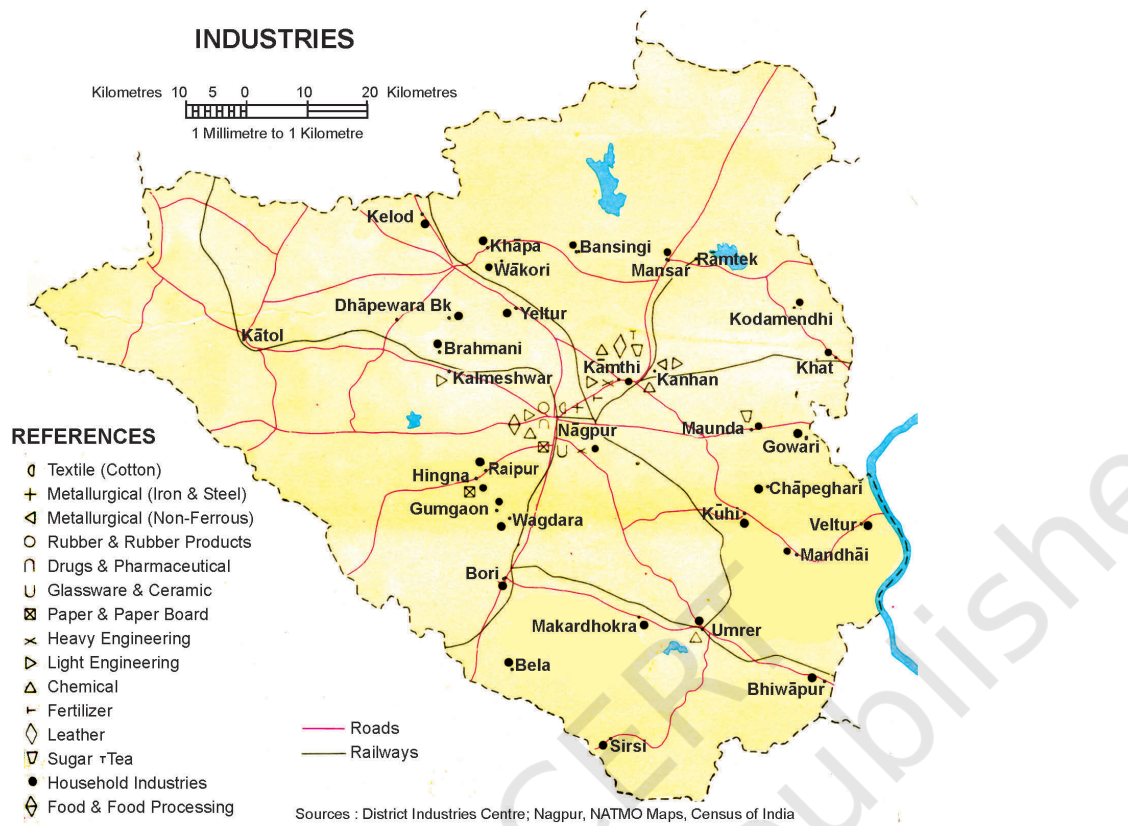 INDUSTRIES
Kilometres 10 5 0 10 20 Kilometres
1 Millimetre to 1 Kilometre
Kelod
Khāpa
Bansingi
Wākori
Mansar
Rāmtek
Dhāpewara Bk
Yeltur
Kodamendhi
Kātol
Brahmani
Kāmthi
Khat
Kalmeshwar
Kanhan
Nāgpur
Maunda
Gowari
Hingna
Raipur
Chāpeghari
Gumgaon
Wagdara
Kūhi
Veltur
Mandhāi
Bori
Makardhokra
Umrer
Bela
Bhiwāpur
Sirsi
REFERENCES
Textile (Cotton)
Metallurgical (Iron & Steel)
Metallurgical (Non-Ferrous)
Rubber & Rubber Products
Drugs & Pharmaceutical
Glassware & Ceramic
Paper & Paper Board
Heavy Engineering
Light Engineering
Chemical
Fertilizer
Leather
Sugar Tea
Household Industries
Food & Food Processing
Roads
Railways
Sources : District Industries Centre; Nagpur, NATMO Maps, Census of India